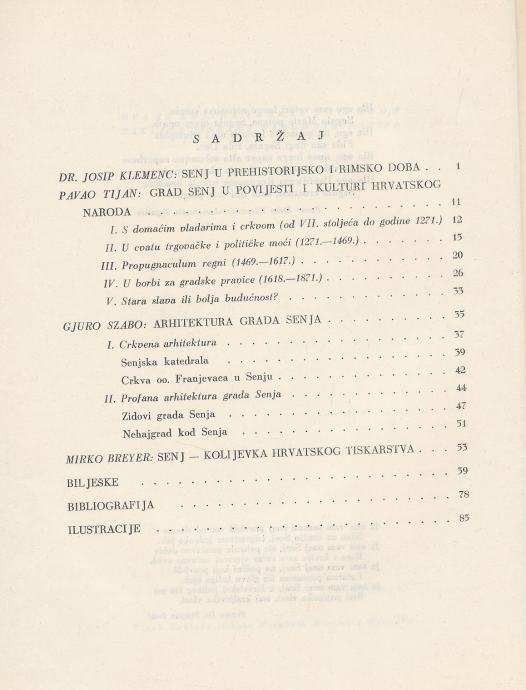 SADRŽAJ
DR. JOSIP KLEMENC: SENJ U PREHISTORIJSKO I RIMSKO DOBA . . 1
PAVAO TIJAN: GRAD SENJ U POVIJESTI I KULTURI HRVATSKOG
NARODA . . . . . . . . . . . . . . . . . . . 11
I. S domaćim vladarima i crkvom (od VII. stoljeća do godine 1271.) 12
II. U cvatu trgovačke i političke moći (1271.—1469.) . . . . . . 15
III. Propugnaculum regni (1469.—1617.) . . . . . . . . . . 20
IV. U borbi za gradske pravice (1618.—1871.) . . . . . . . . 26
V. Stara slava ili bolja budućnost? . . . . . . . . . . . 33
GJURO SZABO: ARHITEKTURA GRADA SENJA . . . . . . . . 35
I. Crkvena arhitektura . . . . . . . . . . . . . . 37
Senjska katedrala . . . . . . . . . . . . . . 39
Crkva oo. Franjevaca u Senju . . . . . . . . . . . 42
II. Profana arhitektura grada Senja . . . . . . . . . . . 44
Zidovi grada Senja . . . . . . . . . . . . . . 47
Nehajgrad kod Senja . . . . . . . . . . . . . . 51
MIRKO BREYER: SENJ — KOLIJEVKA HRVATSKOG TISKARSTVA . . . 53
BILJEŠKE . . . . . . . . . . . . . . . . . . . 59
BIBLIOGRAFIJA . . . . . . . . . . . . . . . . . 78
ILUSTRACIJE . . . . . . . . . . . . . . . . . . 85